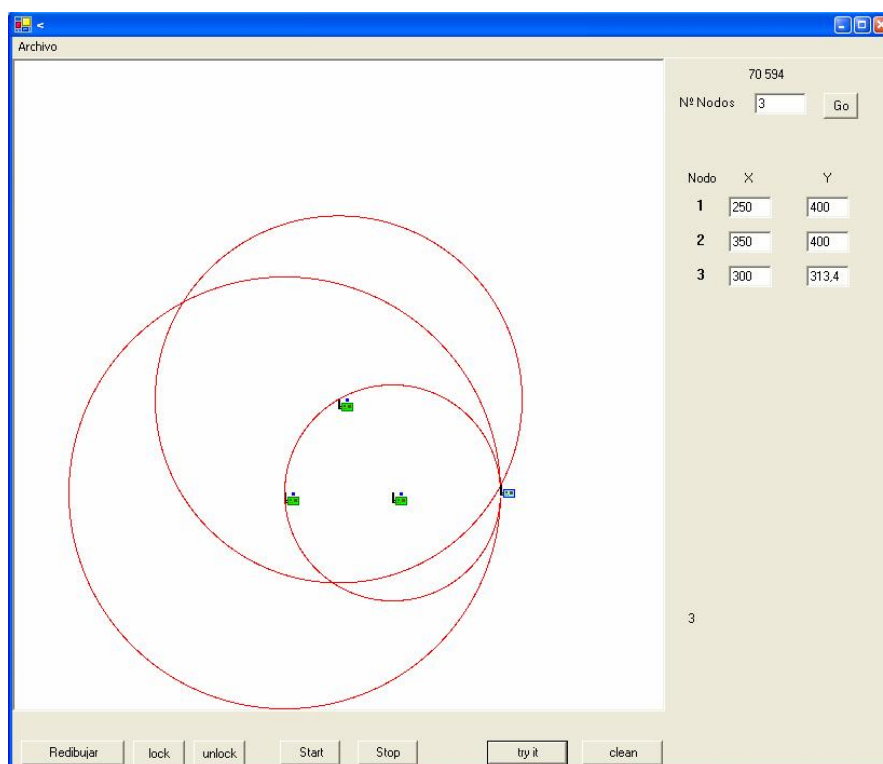 <
Archivo
70 594
Nº Nodos 3 Go
Nodo X Y
1 250 400
2 350 400
3 300 313,4
3
Redibujar lock unlock Start Stop try it clean